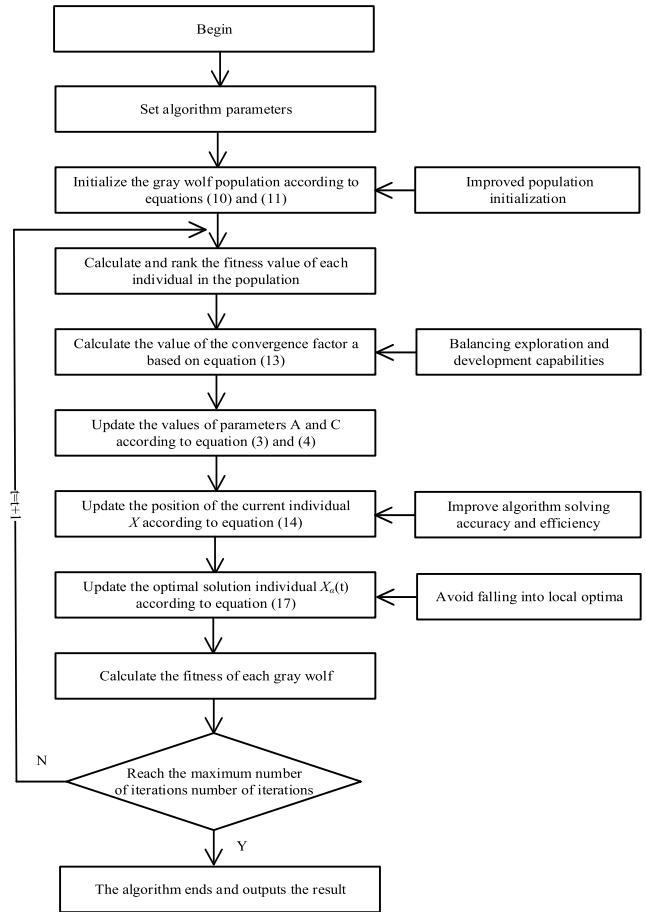 Begin
Set algorithm parameters
Initialize the gray wolf population according to
equations (10) and (11)
Improved population
initialization
Calculate and rank the fitness value of each
individual in the population
Calculate the value of the convergence factor a
based on equation (13)
Balancing exploration and
development capabilities
Update the values of parameters A and C
according to equation (3) and (4)
t=t+1
Update the position of the current individual
X according to equation (14)
Improve algorithm solving
accuracy and efficiency
Update the optimal solution individual Xα(t)
according to equation (17)
Avoid falling into local optima
Calculate the fitness of each gray wolf
N
Reach the maximum number
of iterations number of iterations
Y
The algorithm ends and outputs the result